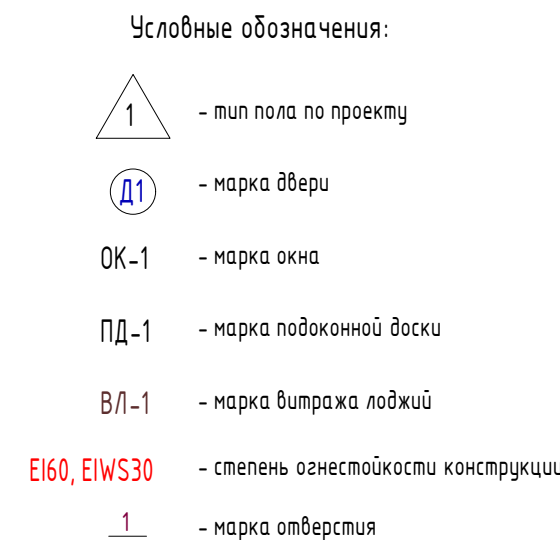 Условные обозначения:
1 - тип пола по проекту
Д1 - марка двери
ОК-1 - марка окна
ПД-1 - марка подоконной доски
ВЛ-1 - марка витража лоджий
EI60, EIWS30 - степень огнестойкости конструкции
1 - марка отверстия